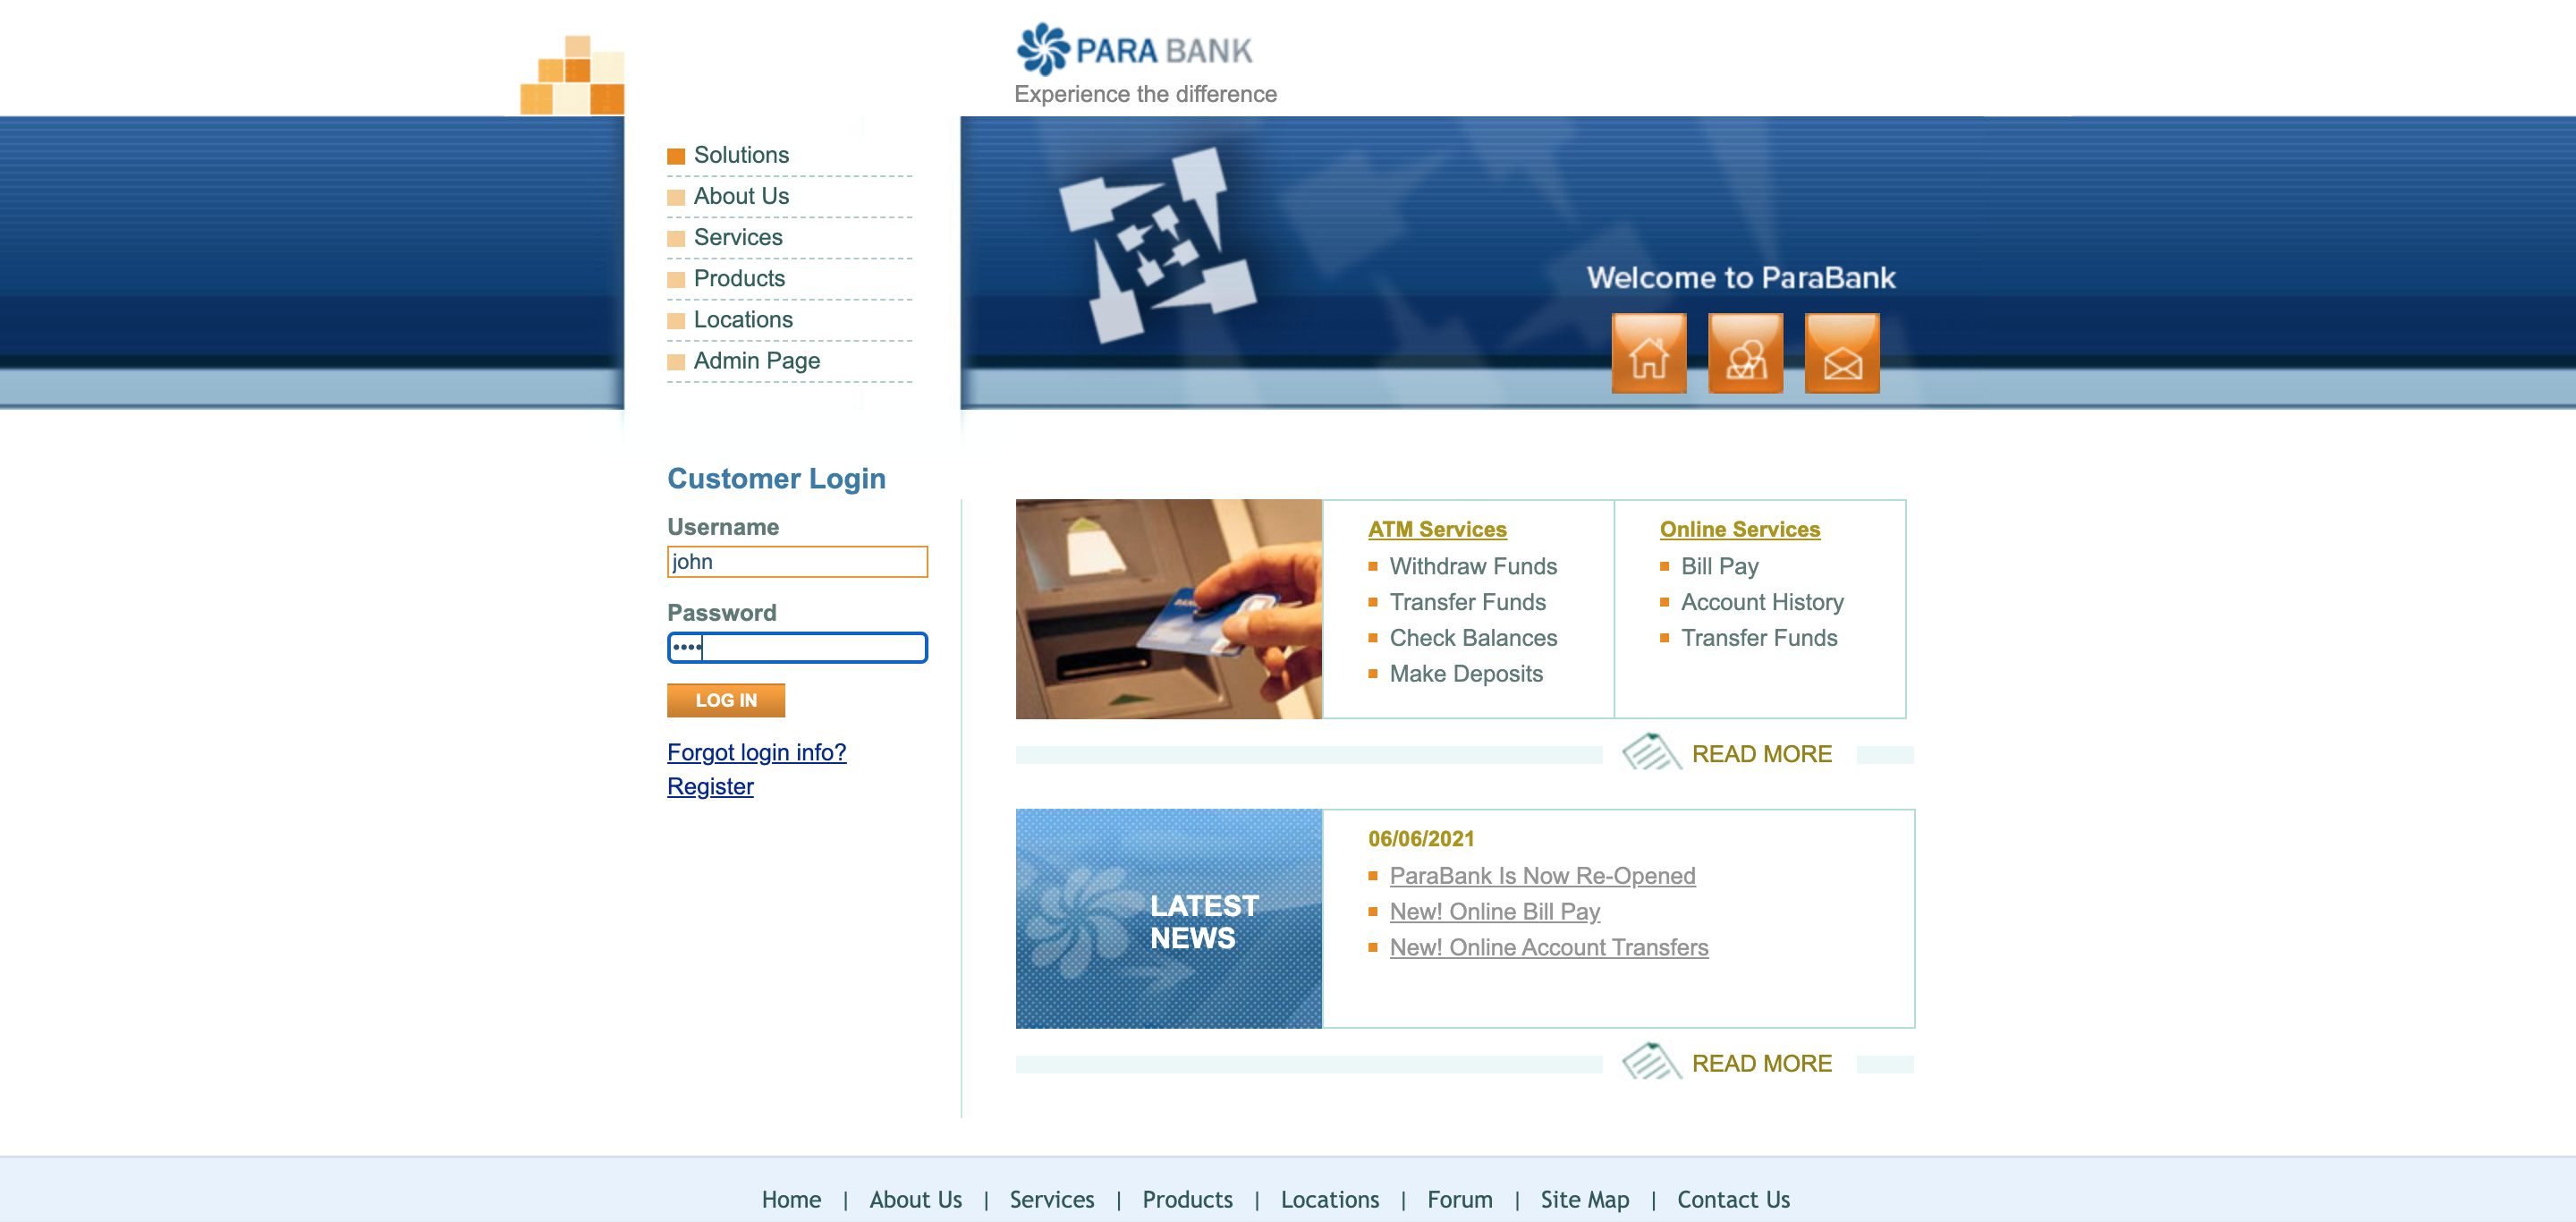 PARA BANK
Experience the difference
Solutions
About Us
Services
Products
Locations
Admin Page
Welcome to ParaBank
Customer Login
Username
john
Password
••••
LOG IN
Forgot login info?
Register
ATM Services
Withdraw Funds
Transfer Funds
Check Balances
Make Deposits
Online Services
Bill Pay
Account History
Transfer Funds
READ MORE
LATEST
NEWS
06/06/2021
ParaBank Is Now Re-Opened
New! Online Bill Pay
New! Online Account Transfers
READ MORE
Home | About Us | Services | Products | Locations | Forum | Site Map | Contact Us